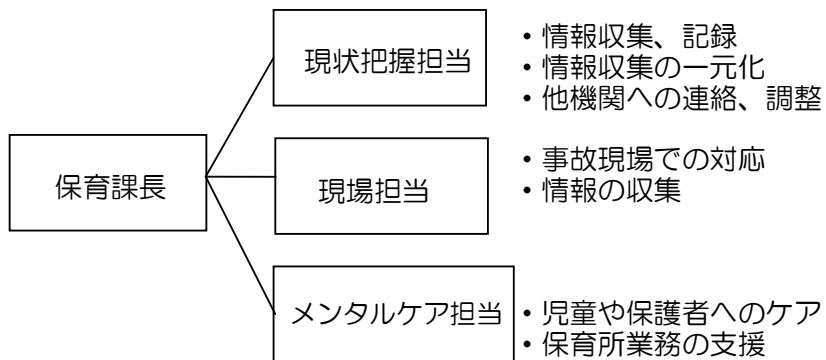 保育課長
現状把握担当
・情報収集、記録
・情報収集の一元化
・他機関への連絡、調整
現場担当
・事故現場での対応
・情報の収集
メンタルケア担当
・児童や保護者へのケア
・保育所業務の支援